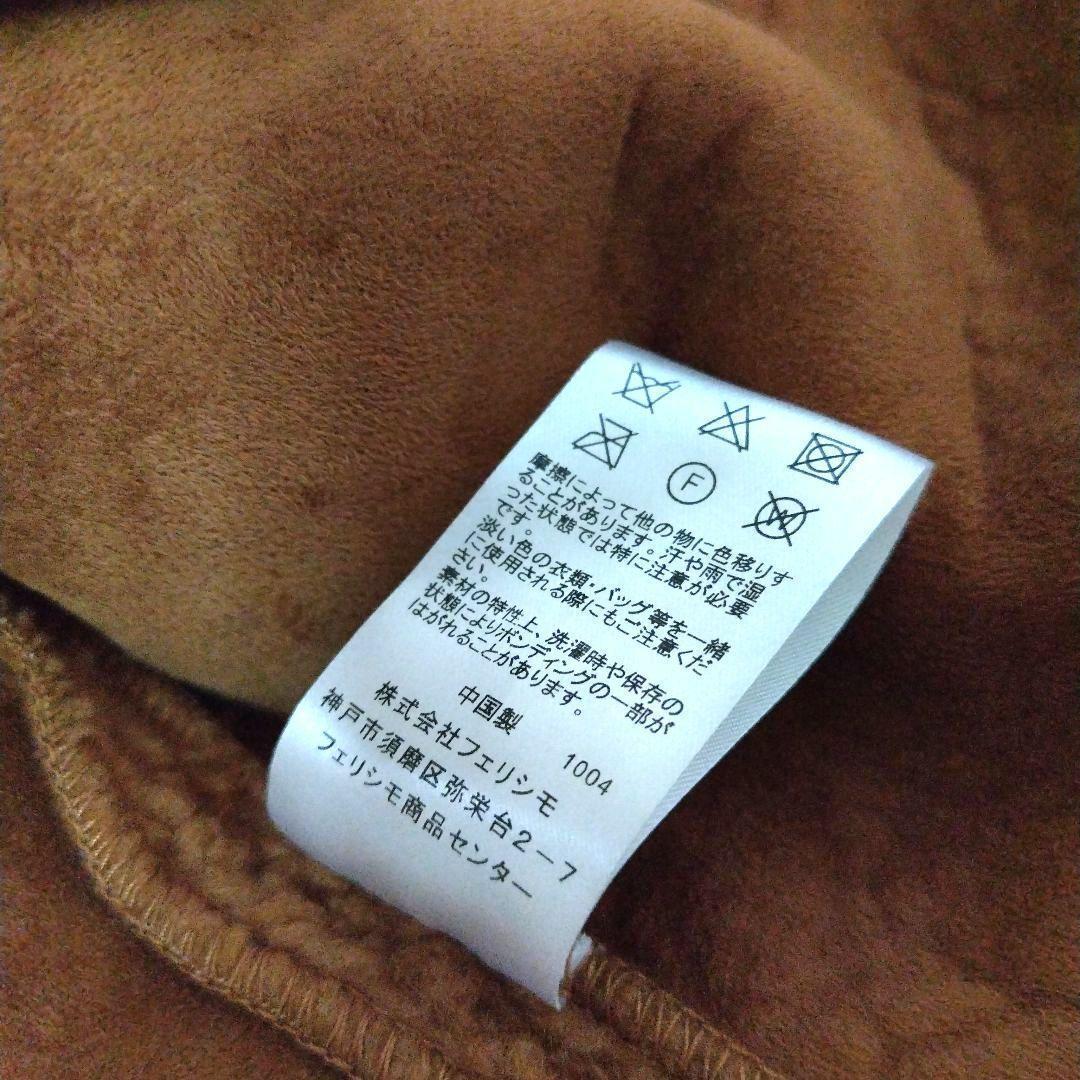 F
W
摩擦によって他の物に色移りす
ることがあります。汗や雨で湿
った状態では特に注意が必要
です。
淡い色の衣類・バッグ等を一緒
に使用される際にもご注意くだ
さい。
素材の特性上、洗濯時や保存の
状態によりボンディングの一部が
はがれることがあります。
中国製 1004
株式会社フェリシモ
神戸市須磨区弥栄台2-7
フェリシモ商品センター